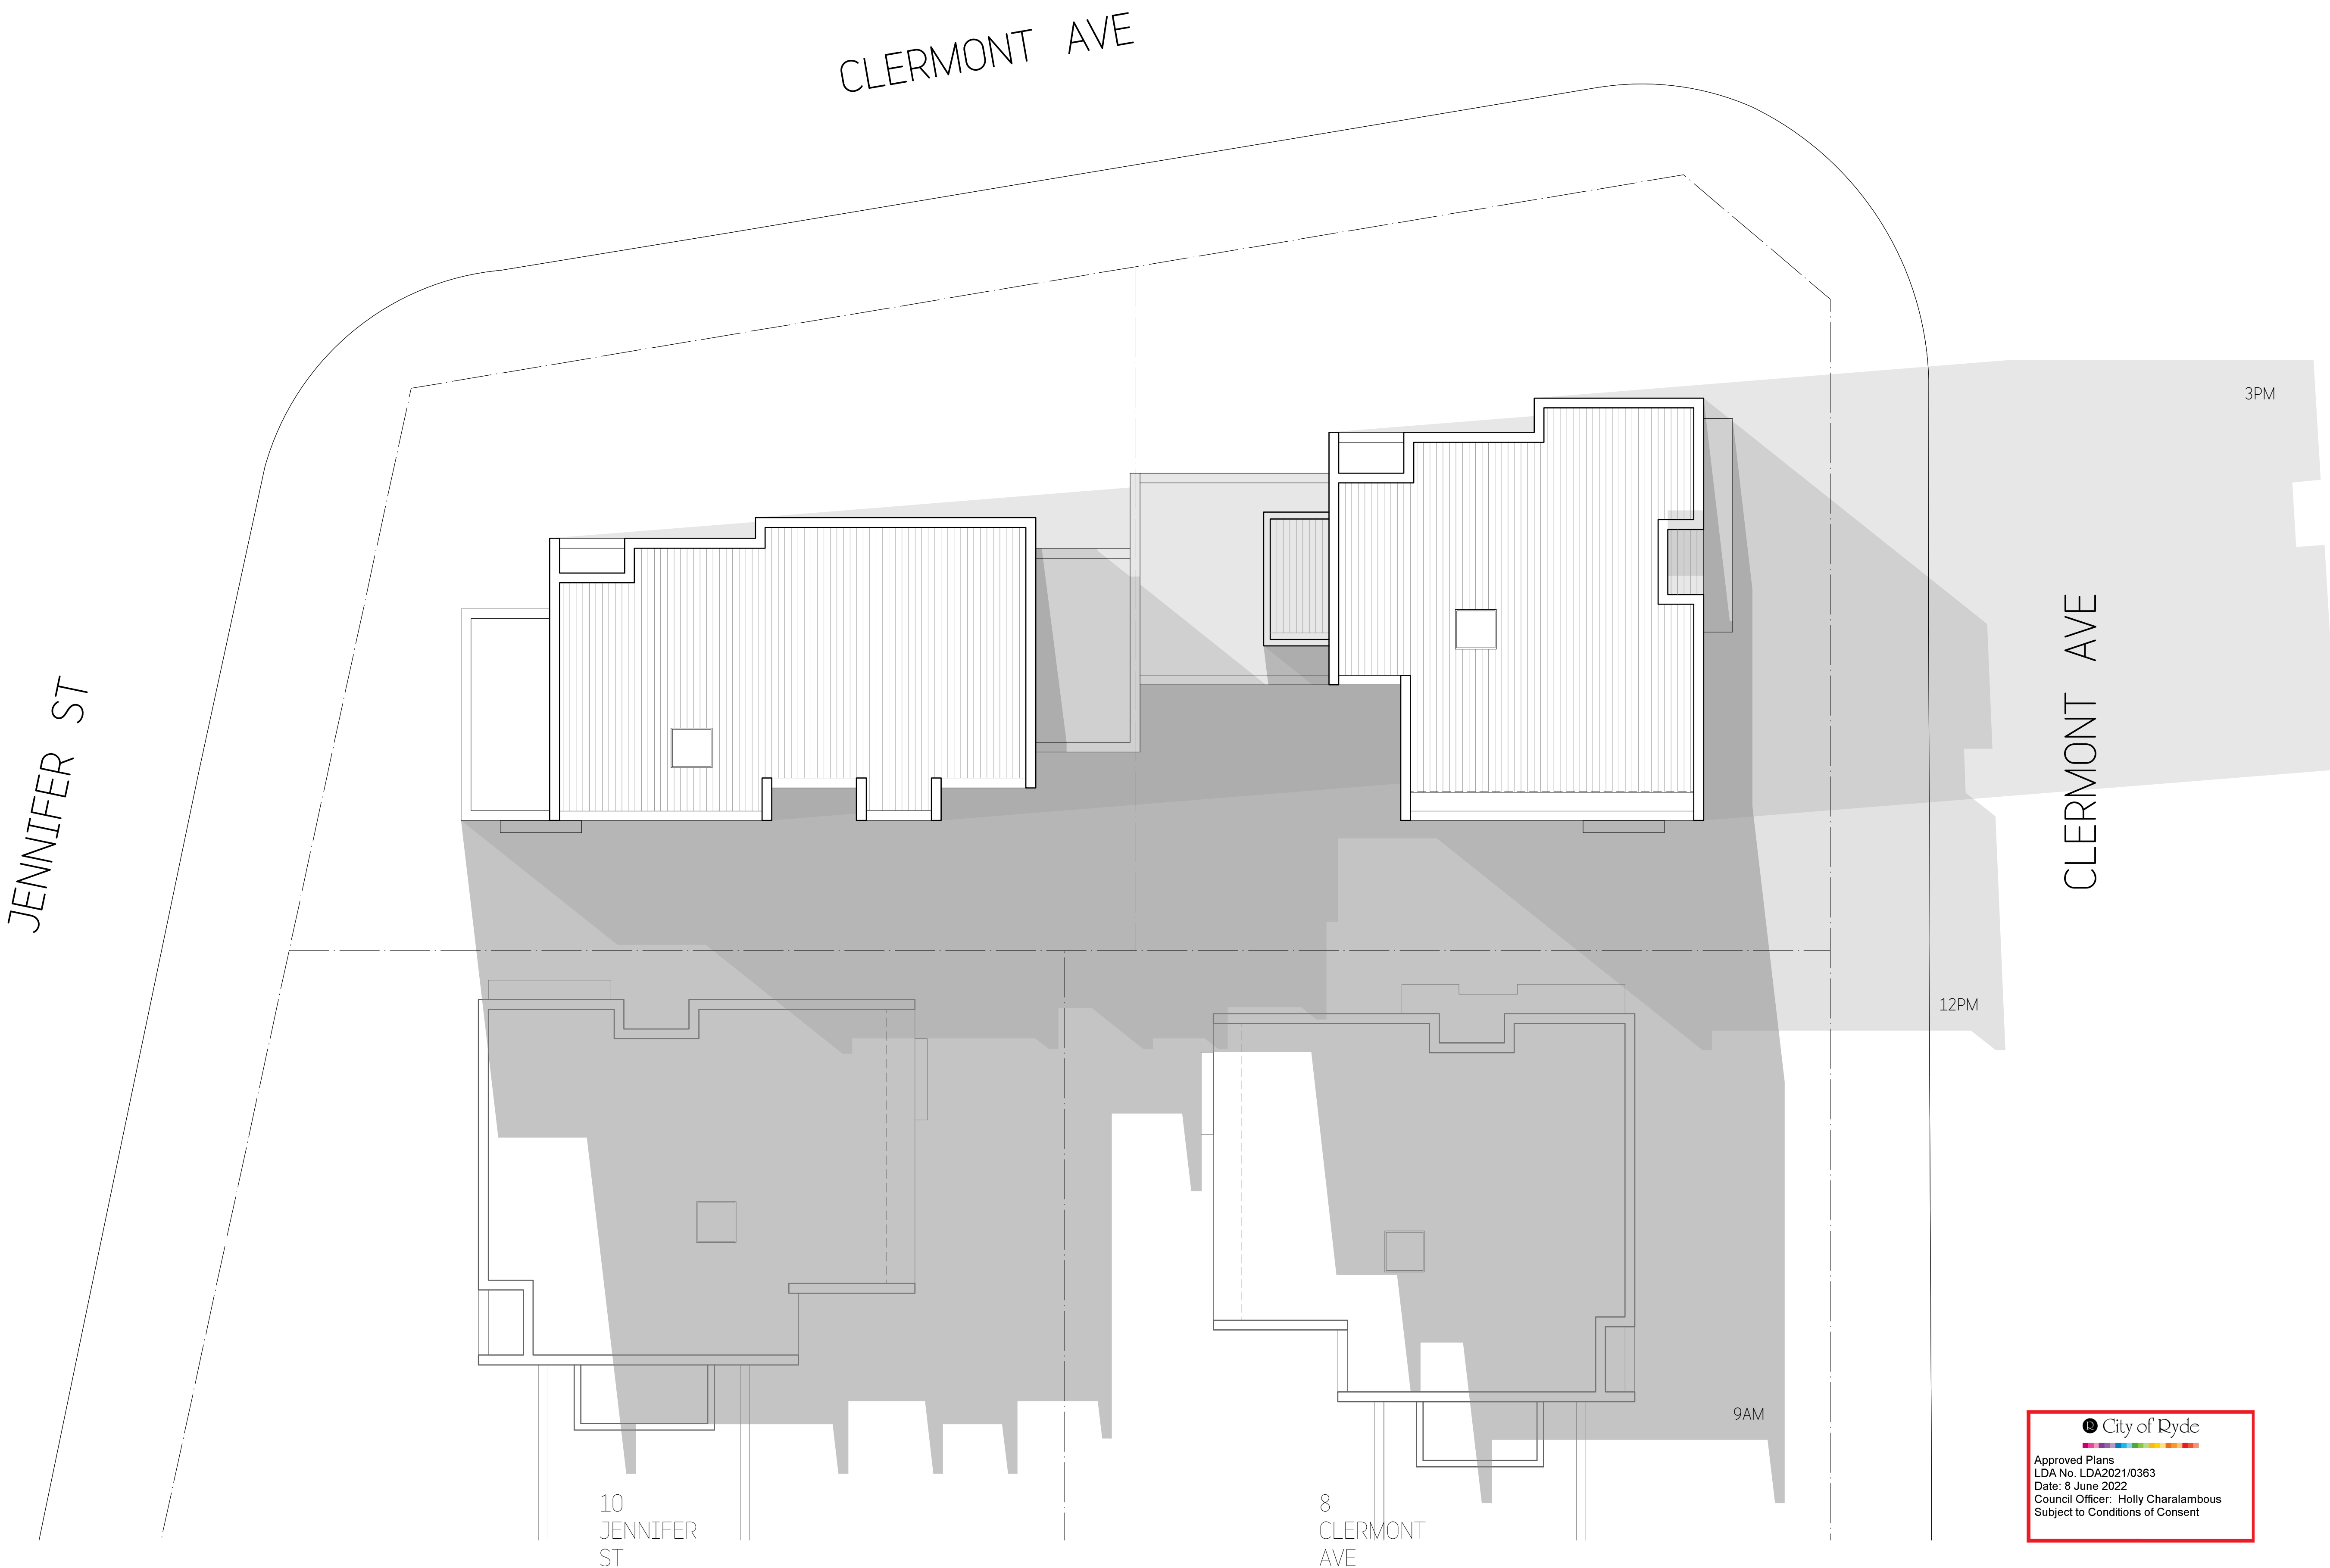 CLERMONT AVE
3PM
CLERMONT AVE
JENNIFER ST
12PM
9AM
10
JENNIFER
ST
8
CLERMONT
AVE
R City of Ryde
Approved Plans
LDA No. LDA2021/0363
Date: 8 June 2022
Council Officer: Holly Charalambous
Subject to Conditions of Consent